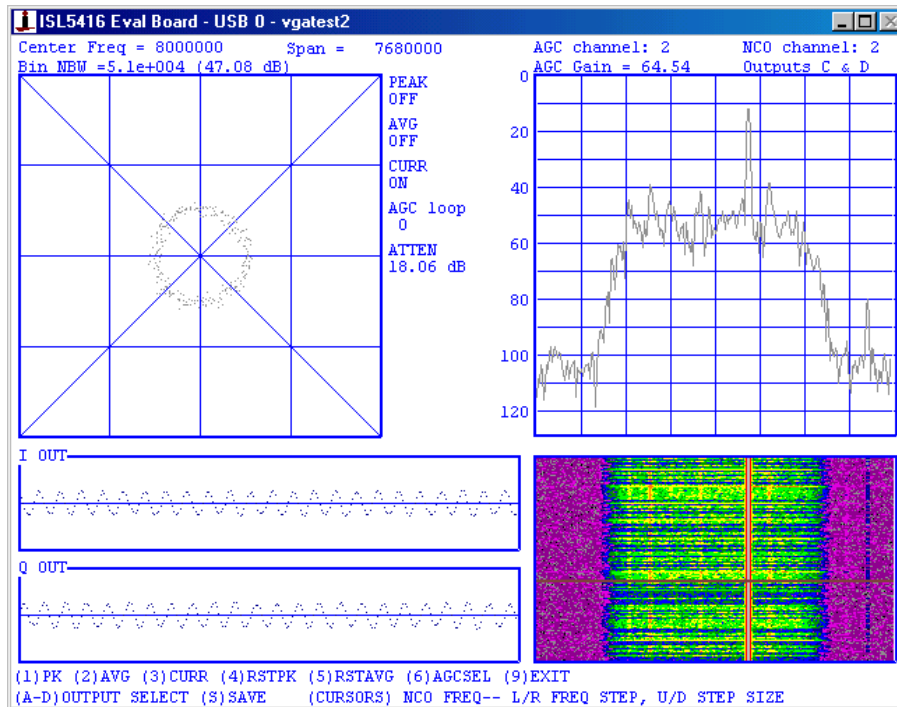 ISL5416 Eval Board - USB 0 - vgatest2
Center Freq = 8000000 Span = 7680000
Bin NBW =5.1e+004 (47.08 dB)
AGC channel: 2 NCO channel: 2
AGC Gain = 64.54 Outputs C & D
PEAK
OFF
AVG
OFF
CURR
ON
AGC loop
0
ATTEN
18.06 dB
0
20
40
60
80
100
120
I OUT
Q OUT
(1)PK (2)AVG (3)CURR (4)RSTPK (5)RSTAVG (6)AGCSEL (9)EXIT
(A-D)OUTPUT SELECT (S)SAVE (CURSORS) NCO FREQ-- L/R FREQ STEP, U/D STEP SIZE